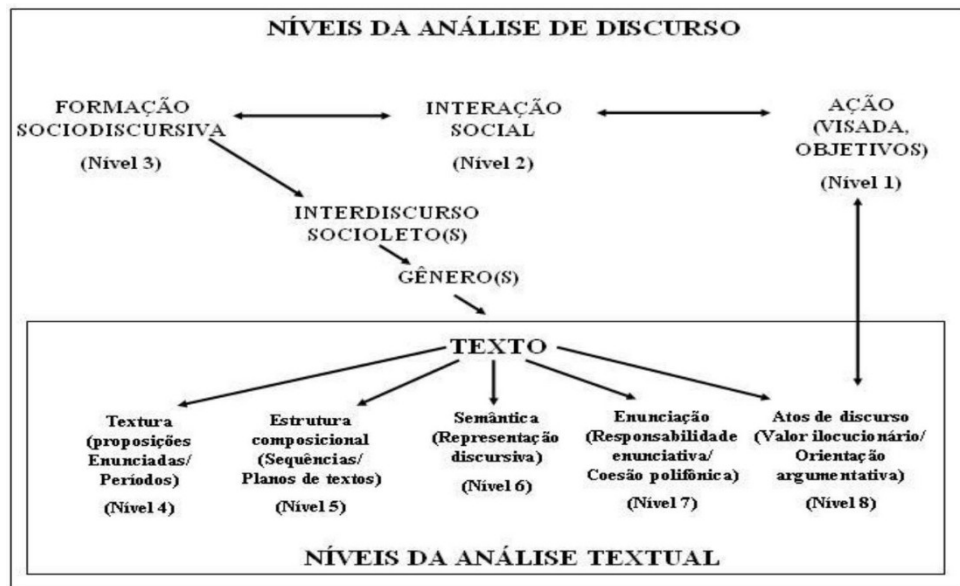 NÍVEIS DA ANÁLISE DE DISCURSO
FORMAÇÃO
SOCIODISCURSIVA
(Nível 3)
INTERAÇÃO
SOCIAL
(Nível 2)
AÇÃO
(VISADA,
OBJETIVOS)
(Nível 1)
INTERDISCURSO
SOCIOLETO(S)
GÊNERO(S)
TEXTO
Textura
(proposições
Enunciadas/
Períodos)
(Nível 4)
Estrutura
composicional
(Sequências/
Planos de textos)
(Nível 5)
Semântica
(Representação
discursiva)
(Nível 6)
Enunciação
(Responsabilidade
enunciativa/
Coesão polifônica)
(Nível 7)
Atos de discurso
(Valor ilocucionário/
Orientação
argumentativa)
(Nível 8)
NÍVEIS DA ANÁLISE TEXTUAL